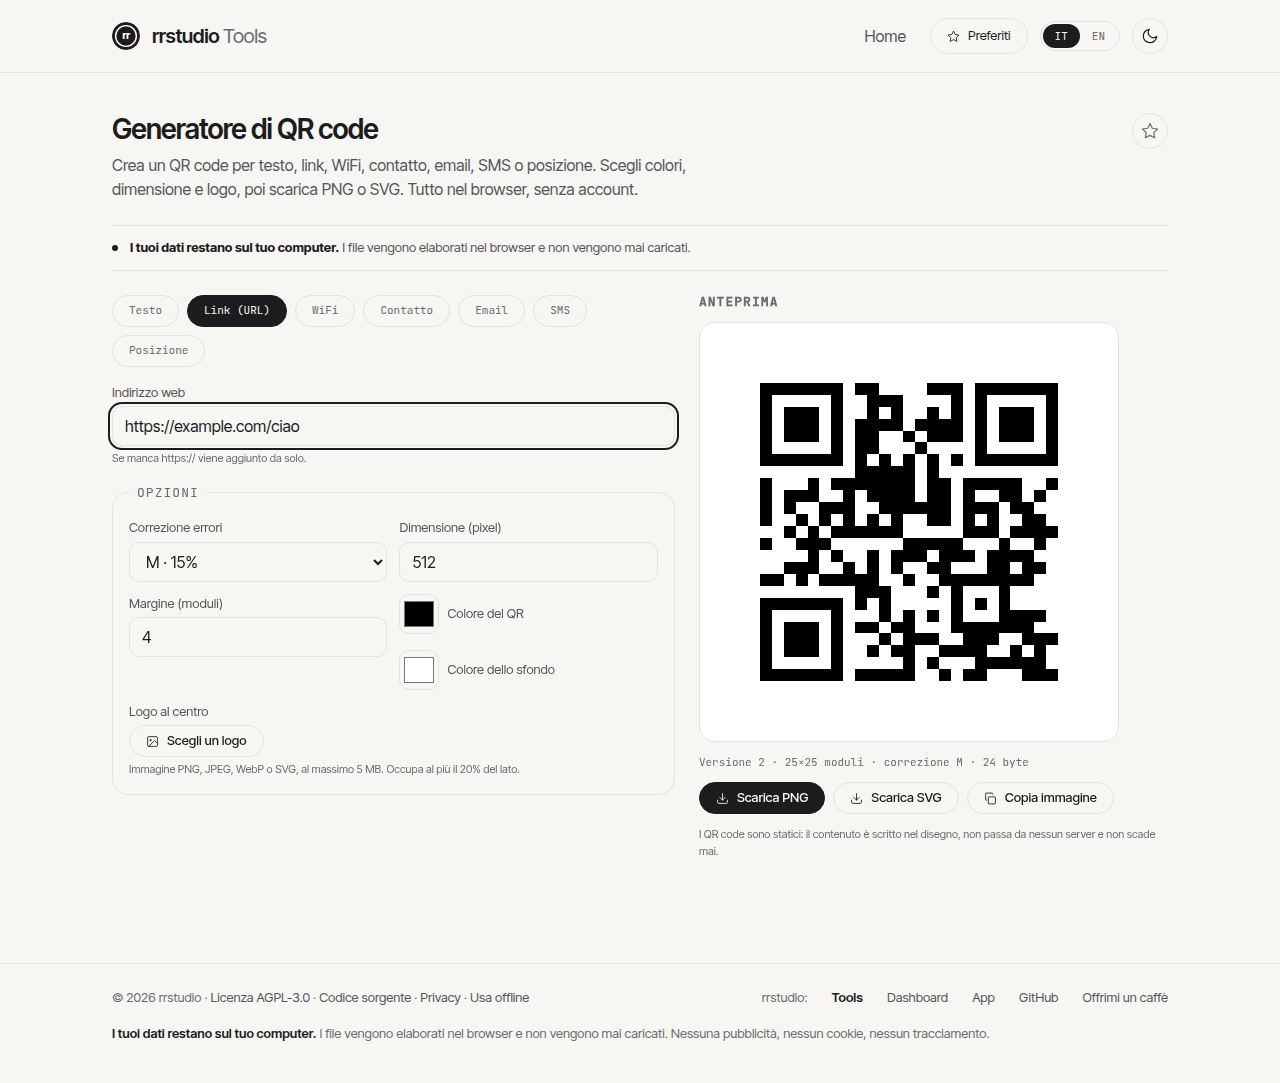 rr rrstudio Tools
Home
Preferiti
IT EN
Generatore di QR code
Crea un QR code per testo, link, WiFi, contatto, email, SMS o posizione. Scegli colori,
dimensione e logo, poi scarica PNG o SVG. Tutto nel browser, senza account.
I tuoi dati restano sul tuo computer. I file vengono elaborati nel browser e non vengono mai caricati.
Testo
Link (URL)
WiFi
Contatto
Email
SMS
Posizione
Indirizzo web
https://example.com/ciao
Se manca https:// viene aggiunto da solo.
OPZIONI
Correzione errori
M · 15%
Dimensione (pixel)
512
Margine (moduli)
4
Colore del QR
Colore dello sfondo
Logo al centro
Scegli un logo
Immagine PNG, JPEG, WebP o SVG, al massimo 5 MB. Occupa al più il 20% del lato.
ANTEPRIMA
Versione 2 · 25×25 moduli · correzione M · 24 byte
Scarica PNG
Scarica SVG
Copia immagine
I QR code sono statici: il contenuto è scritto nel disegno, non passa da nessun server e non scade
mai.
© 2026 rrstudio · Licenza AGPL-3.0 · Codice sorgente · Privacy · Usa offline
rrstudio: Tools Dashboard App GitHub Offrimi un caffè
I tuoi dati restano sul tuo computer. I file vengono elaborati nel browser e non vengono mai caricati. Nessuna pubblicità, nessun cookie, nessun tracciamento.